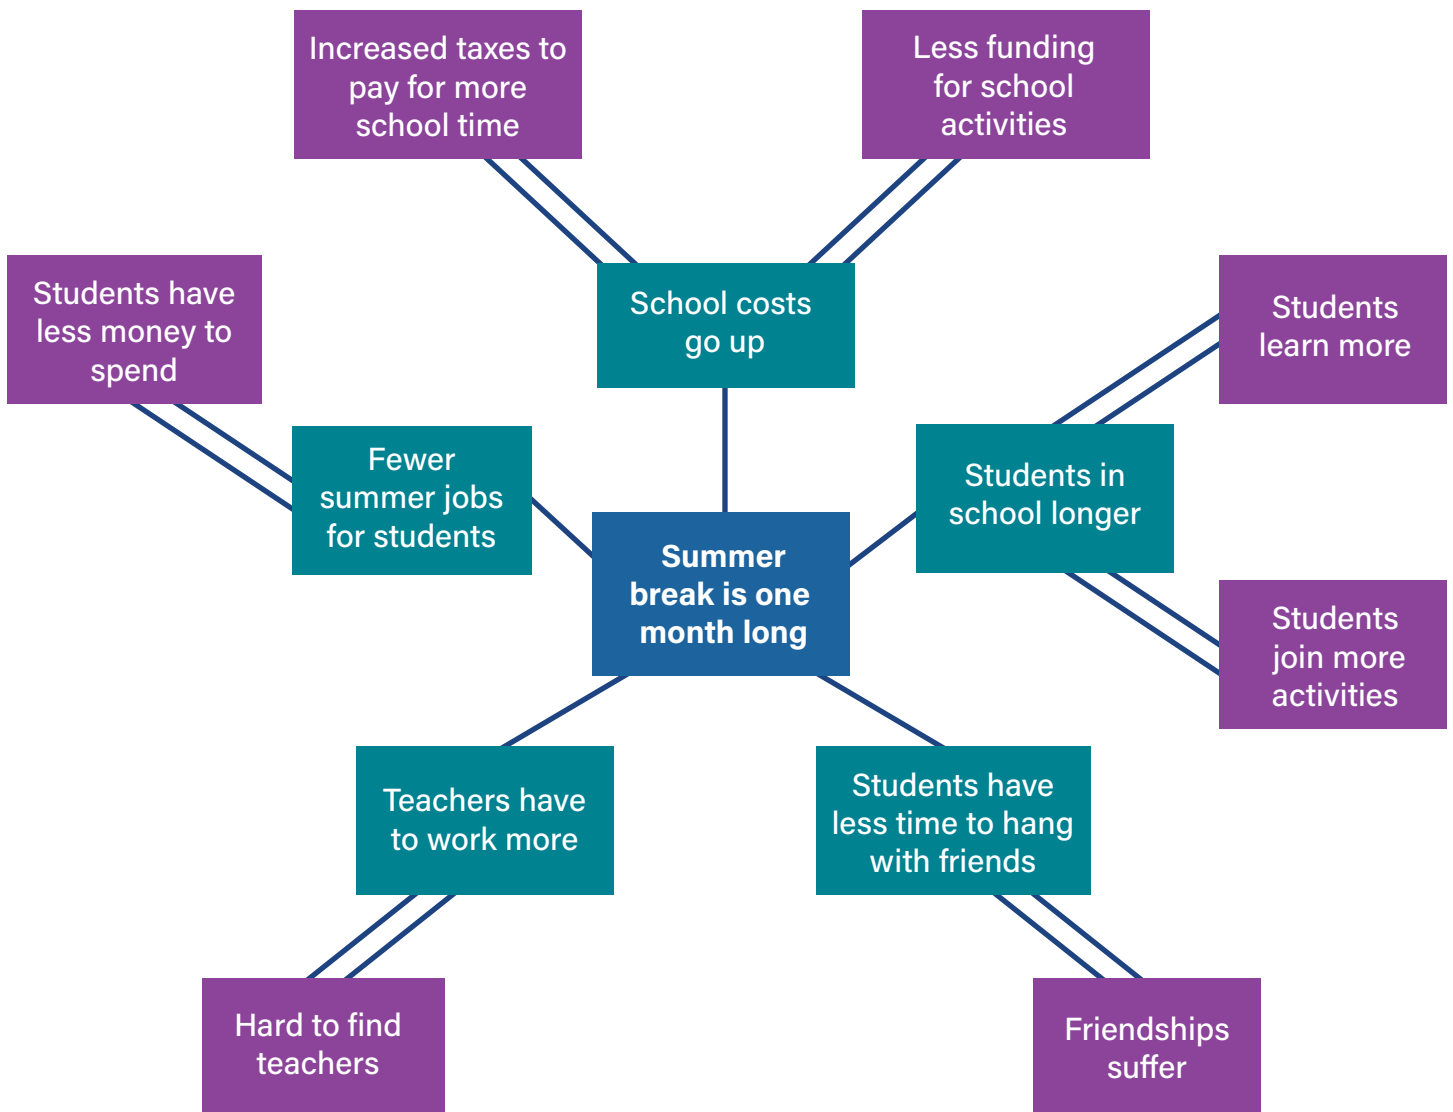 Increased taxes to
pay for more
school time
Less funding
for school
activities
Students have
less money to
spend
School costs
go up
Students
learn more
Fewer
summer jobs
for students
Students in
school longer
Summer
break is one
month long
Students
join more
activities
Teachers have
to work more
Students have
less time to hang
with friends
Hard to find
teachers
Friendships
suffer